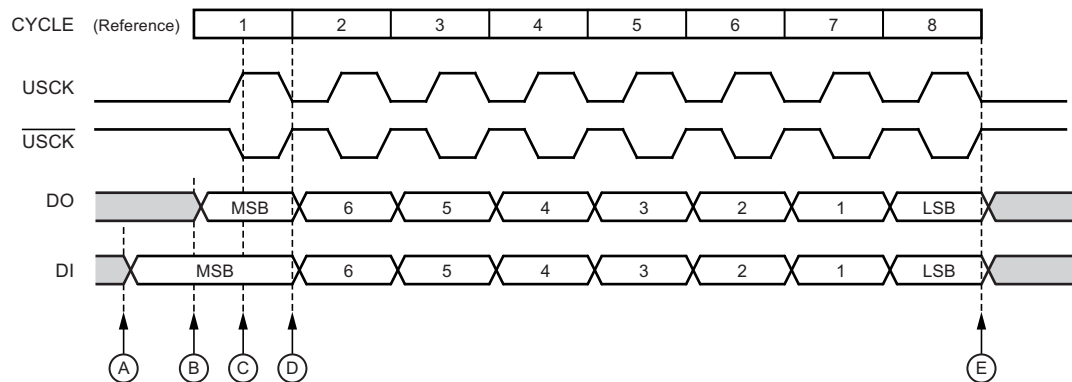 CYCLE (Reference) 1 2 3 4 5 6 7 8
USCK
USCK
DO MSB 6 5 4 3 2 1 LSB
DI MSB 6 5 4 3 2 1 LSB
A B C D E